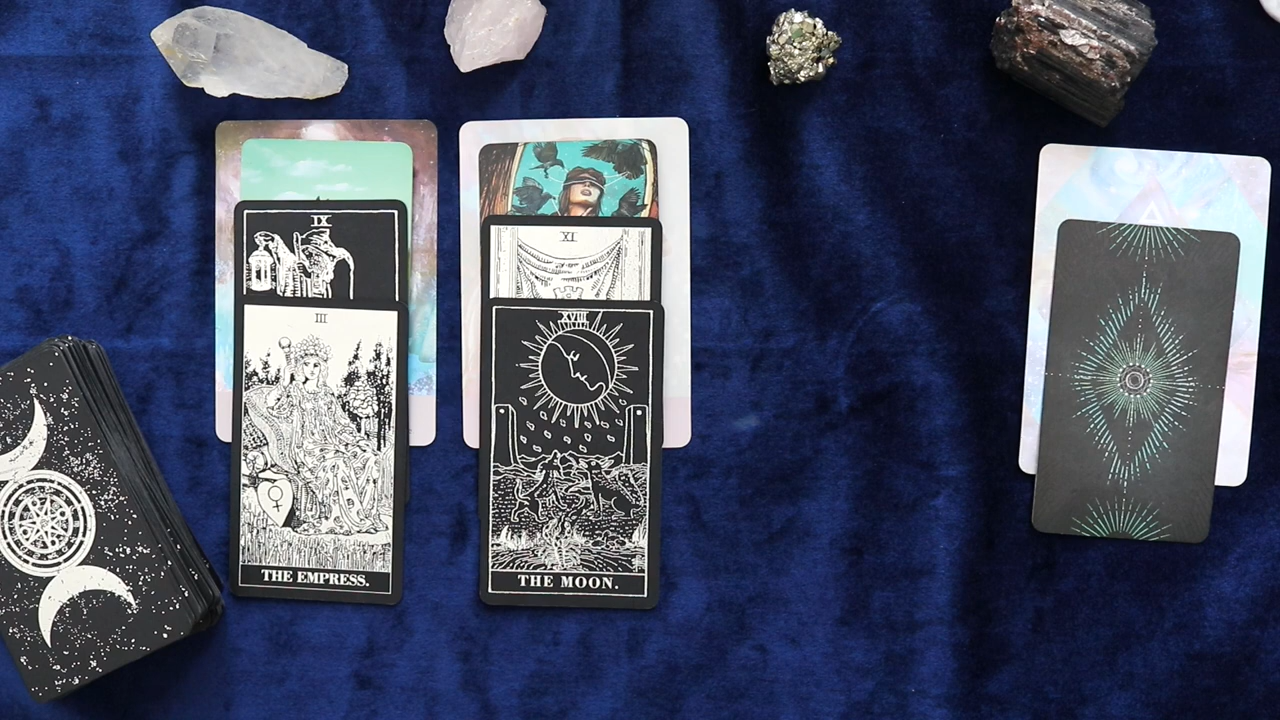 IX
III
THE EMPRESS.
XI
XVIII
THE MOON.